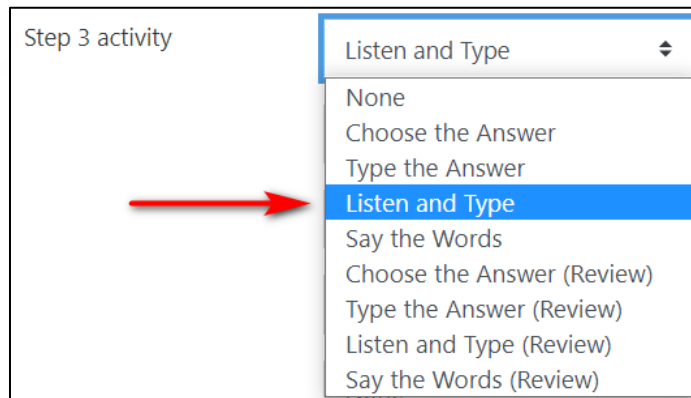 Step 3 activity
Listen and Type
None
Choose the Answer
Type the Answer
Listen and Type
Say the Words
Choose the Answer (Review)
Type the Answer (Review)
Listen and Type (Review)
Say the Words (Review)